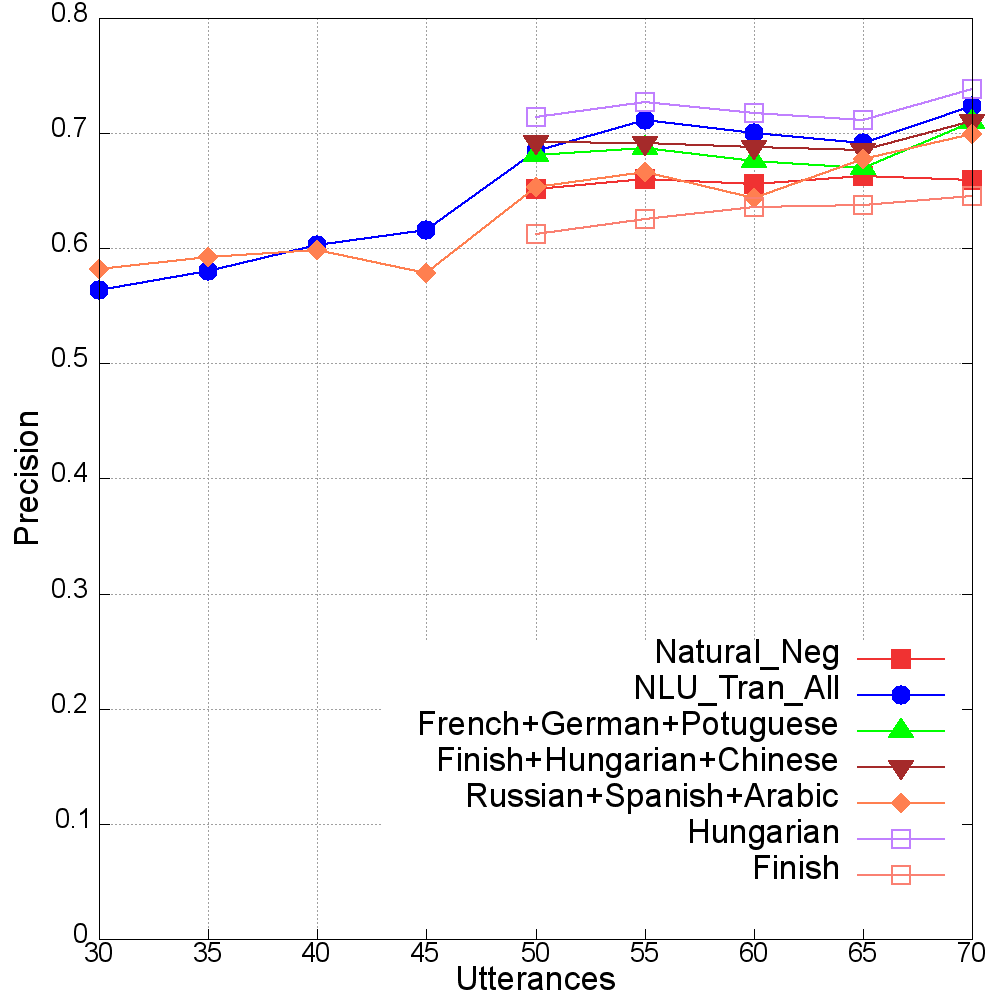 0.8
0.7
0.6
0.5
0.4
0.3
0.2
0.1
0
Precision
30 35 40 45 50 55 60 65 70
Utterances
Natural_Neg
NLU_Tran_All
French+German+Potuguese
Finish+Hungarian+Chinese
Russian+Spanish+Arabic
Hungarian
Finish